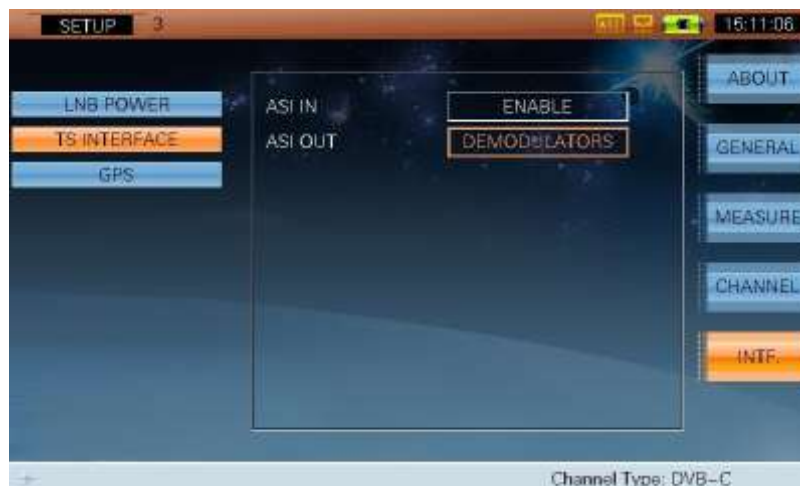 SETUP 3
15:11:06
LNB POWER
TS INTERFACE
GPS
ASI IN ENABLE
ASI OUT DEMODULATORS
ABOUT
GENERAL
MEASURE
CHANNEL
INTF.
Channel Type: DVB-C